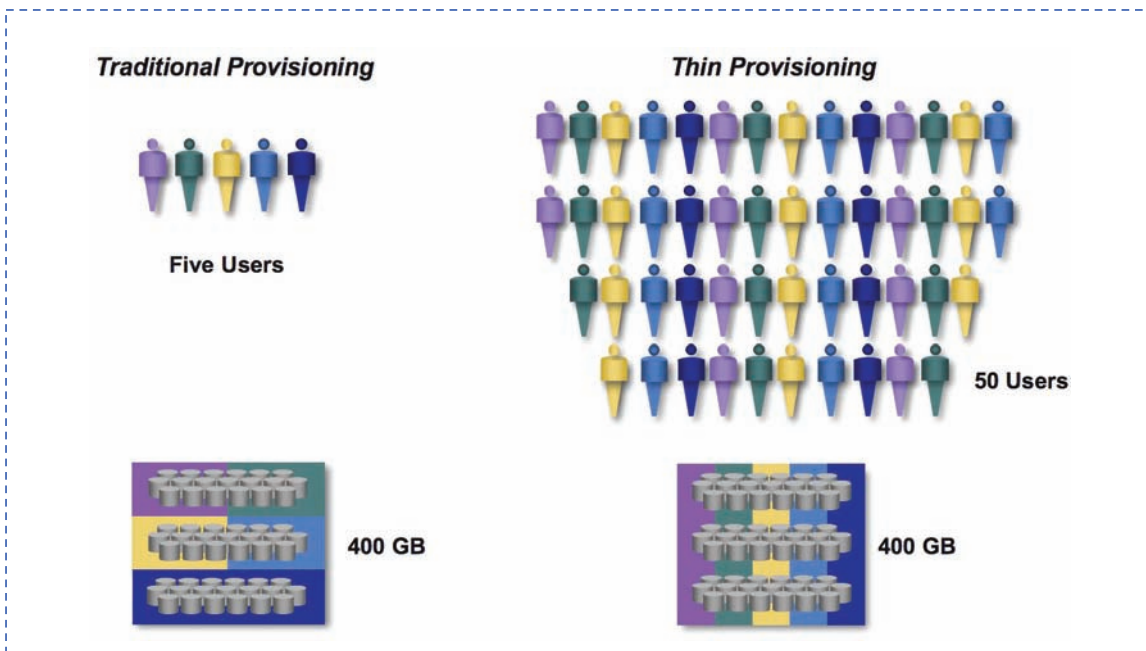 Traditional Provisioning
Five Users
400 GB
Thin Provisioning
50 Users
400 GB